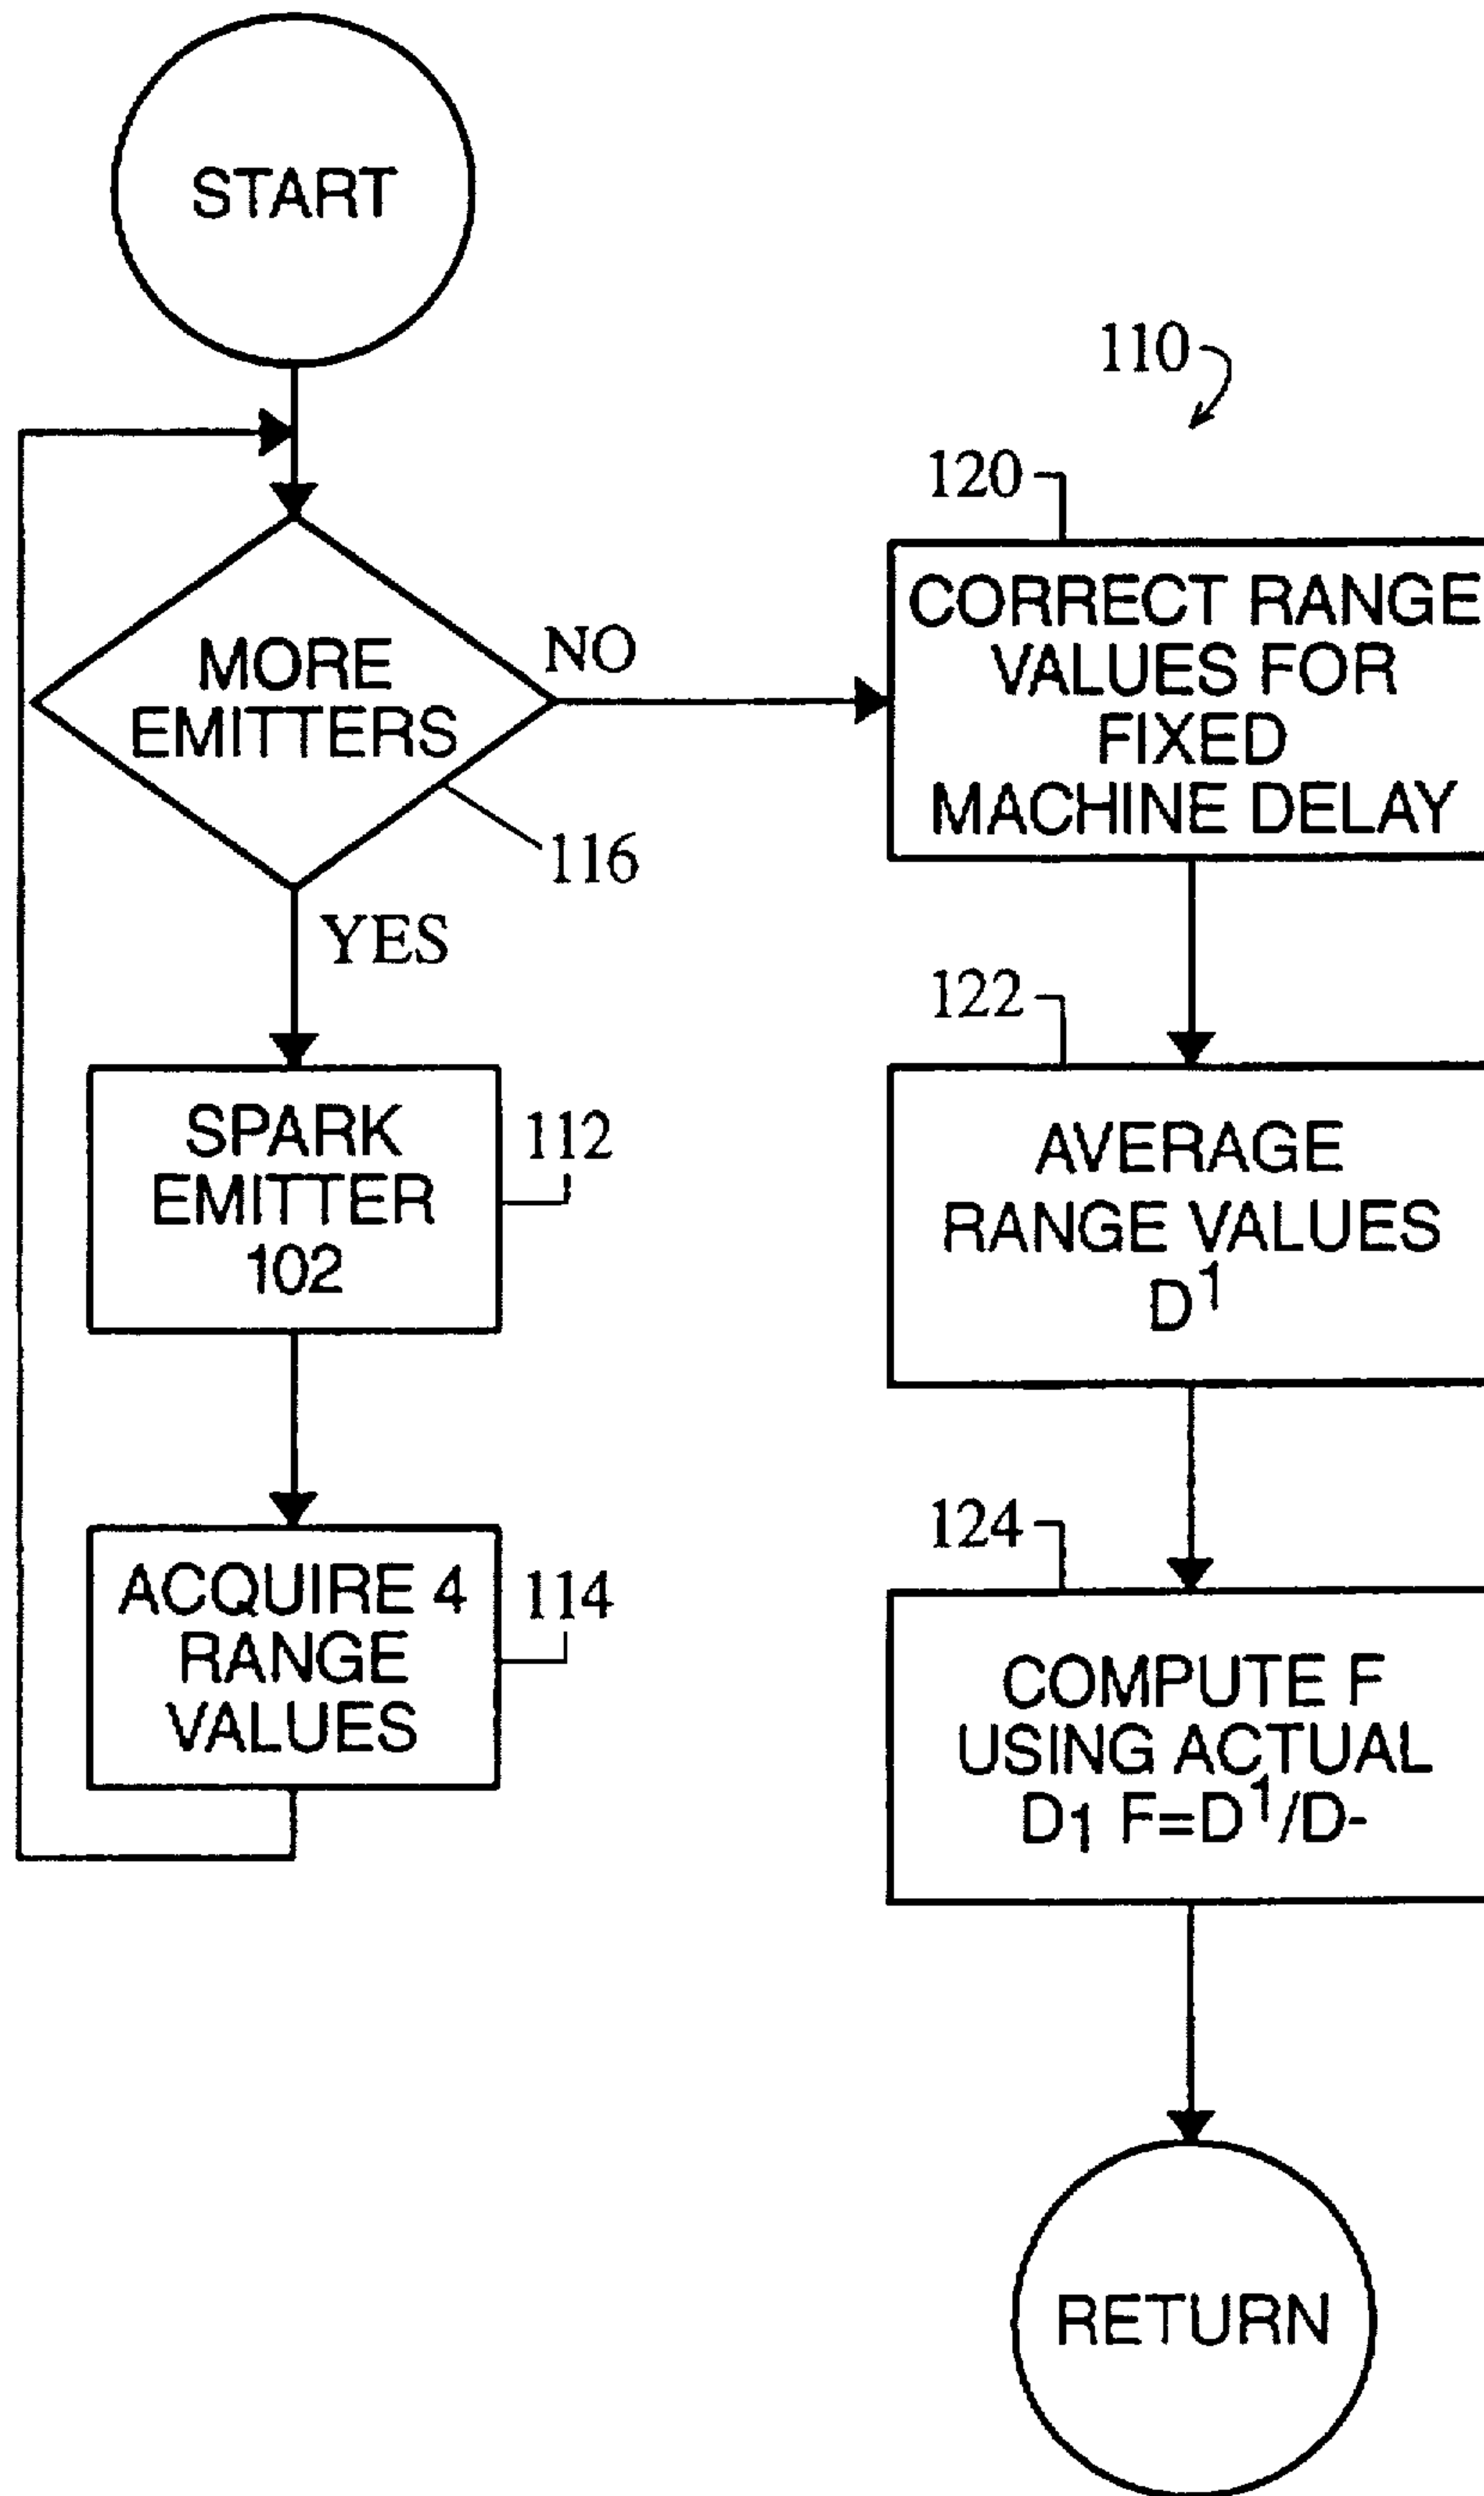 START
MORE
EMITTERS
NO
116
YES
SPARK
EMITTER
102
112
ACQUIRE 4
RANGE
VALUES
114
110
120
CORRECT RANGE
VALUES FOR
FIXED
MACHINE DELAY
122
AVERAGE
RANGE VALUES
D¹
124
COMPUTE F
USING ACTUAL
D₁ F=D¹/D-
RETURN